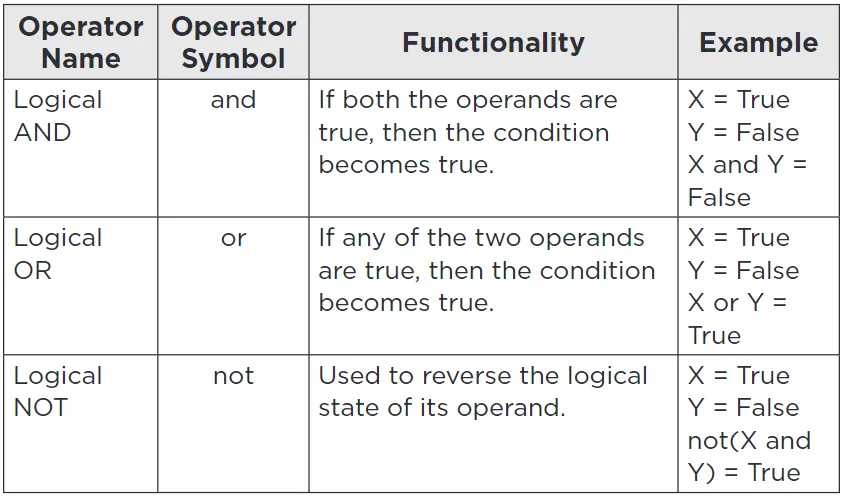 Operator Name
Operator Symbol
Functionality
Example
Logical
AND
and
If both the operands are
true, then the condition
becomes true.
X = True
Y = False
X and Y =
False
Logical
OR
or
If any of the two operands
are true, then the condition
becomes true.
X = True
Y = False
X or Y =
True
Logical
NOT
not
Used to reverse the logical
state of its operand.
X = True
Y = False
not(X and
Y) = True